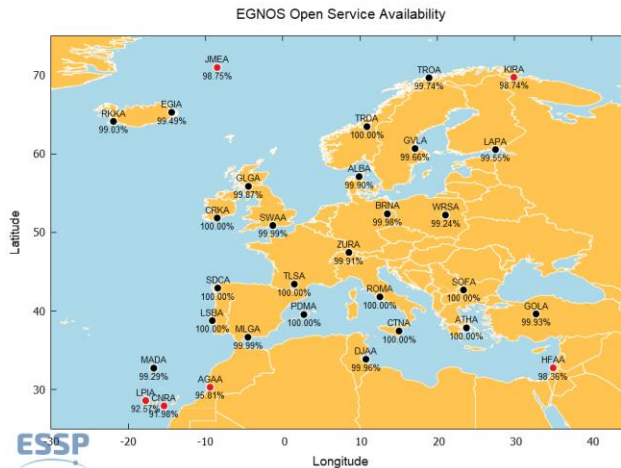 EGNOS Open Service Availability
JMEA
98.75%
TROA
99.74%
KIRA
98.74%
EGIA
99.49%
RKKA
99.03%
TRDA
100.00%
GVLA
99.66%
LAPA
99.55%
ALBA
99.90%
GLGA
99.87%
CRKA
100.00%
SWAA
99.99%
BRNA
99.98%
WRSA
99.24%
ZURA
99.91%
SDCA
100.00%
TLSA
100.00%
ROMA
100.00%
SOFA
100.00%
LSBA
100.00%
PDMA
100.00%
CTNA
100.00%
ATHA
100.00%
GOLA
99.93%
MLGA
99.99%
DJAA
99.96%
HFAA
98.36%
MADA
99.29%
AGAA
95.81%
LPIA
92.57%
CNRA
91.98%
70
60
50
40
30
Latitude
-30
-20
-10
0
10
20
30
40
Longitude
ESSP